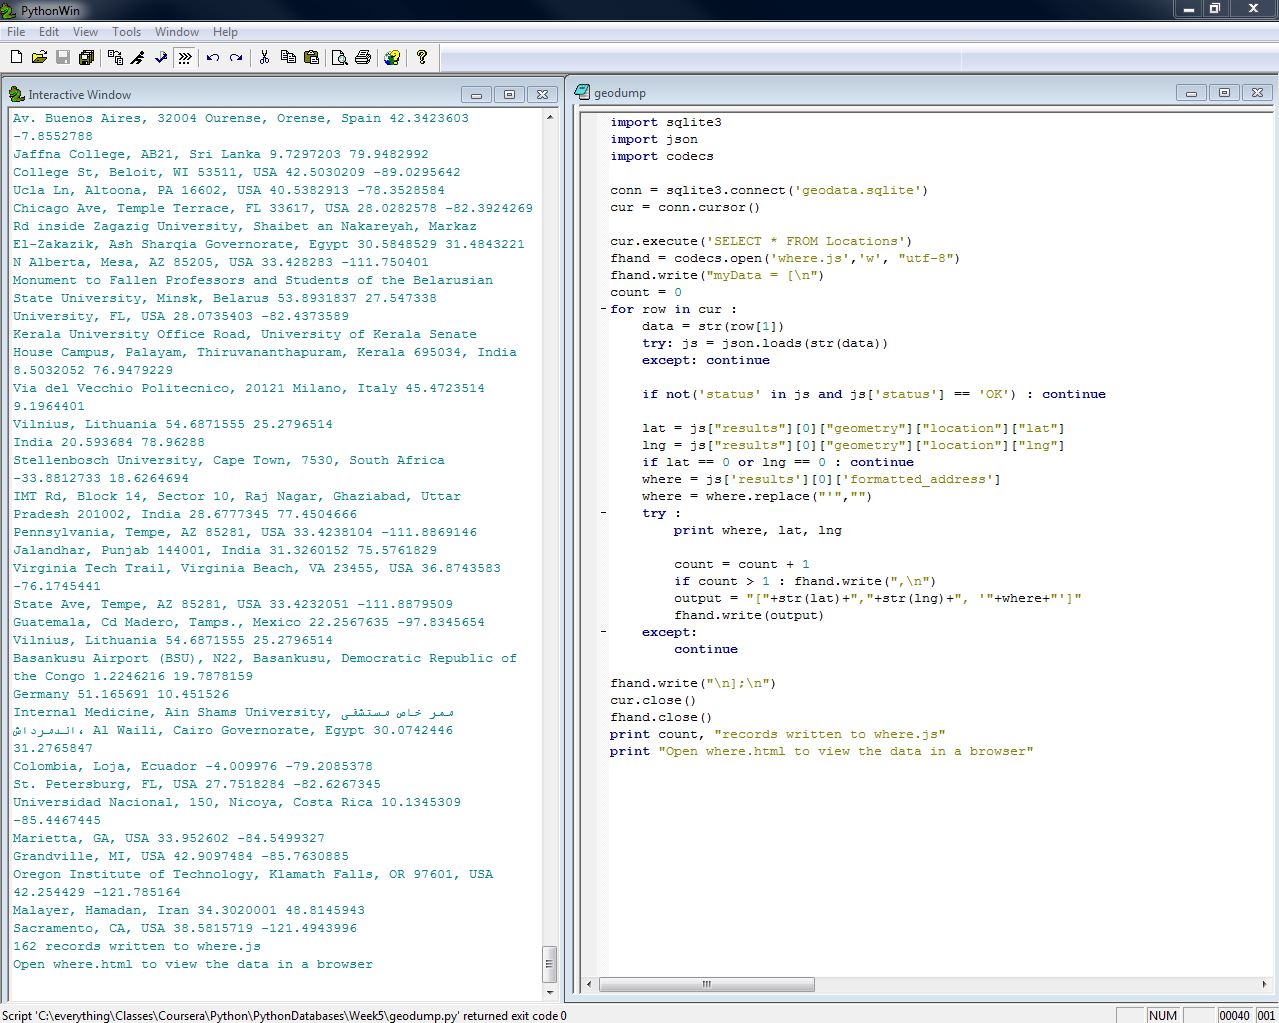 PythonWin
File Edit View Tools Window Help
Interactive Window
Av. Buenos Aires, 32004 Ourense, Orense, Spain 42.3423603
-7.8552788
Jaffna College, AB21, Sri Lanka 9.7297203 79.9482992
College St, Beloit, WI 53511, USA 42.5030209 -89.0295642
Ucla Ln, Altoona, PA 16602, USA 40.5382913 -78.3528584
Chicago Ave, Temple Terrace, FL 33617, USA 28.0282578 -82.3924269
Rd inside Zagazig University, Shaibet an Nakareyah, Markaz
El-Zakazik, Ash Sharqia Governorate, Egypt 30.5848529 31.4843221
N Alberta, Mesa, AZ 85205, USA 33.428283 -111.750401
Monument to Fallen Professors and Students of the Belarusian
State University, Minsk, Belarus 53.8931837 27.547338
University, FL, USA 28.0735403 -82.4373589
Kerala University Office Road, University of Kerala Senate
House Campus, Palayam, Thiruvananthapuram, Kerala 695034, India
8.5032052 76.9479229
Via del Vecchio Politecnico, 20121 Milano, Italy 45.4723514
9.1964401
Vilnius, Lithuania 54.6871555 25.2796514
India 20.593684 78.96288
Stellenbosch University, Cape Town, 7530, South Africa
-33.8812733 18.6264694
IMT Rd, Block 14, Sector 10, Raj Nagar, Ghaziabad, Uttar
Pradesh 201002, India 28.6777345 77.4504666
Pennsylvania, Tempe, AZ 85281, USA 33.4238104 -111.8869146
Jalandhar, Punjab 144001, India 31.3260152 75.5761829
Virginia Tech Trail, Virginia Beach, VA 23455, USA 36.8743583
-76.1745441
State Ave, Tempe, AZ 85281, USA 33.4232051 -111.8879509
Guatemala, Cd Madero, Tamps., Mexico 22.2567635 -97.8345654
Vilnius, Lithuania 54.6871555 25.2796514
Basankusu Airport (BSU), N22, Basankusu, Democratic Republic of
the Congo 1.2246216 19.7878159
Germany 51.165691 10.451526
Internal Medicine, Ain Shams University, ممر خاص مستشفى
الدمرداش، Al Waili, Cairo Governorate, Egypt 30.0742446
31.2765847
Colombia, Loja, Ecuador -4.009976 -79.2085378
St. Petersburg, FL, USA 27.7518284 -82.6267345
Universidad Nacional, 150, Nicoya, Costa Rica 10.1345309
-85.4467445
Marietta, GA, USA 33.952602 -84.5499327
Grandville, MI, USA 42.9097484 -85.7630885
Oregon Institute of Technology, Klamath Falls, OR 97601, USA
42.254429 -121.785164
Malayer, Hamadan, Iran 34.3020001 48.8145943
Sacramento, CA, USA 38.5815719 -121.4943996
162 records written to where.js
Open where.html to view the data in a browser
geodump
import sqlite3
import json
import codecs
conn = sqlite3.connect('geodata.sqlite')
cur = conn.cursor()
cur.execute('SELECT * FROM Locations')
fhand = codecs.open('where.js','w', "utf-8")
fhand.write("myData = [\n")
count = 0
for row in cur :
    data = str(row[1])
    try: js = json.loads(str(data))
    except: continue
    if not('status' in js and js['status'] == 'OK') : continue
    lat = js["results"][0]["geometry"]["location"]["lat"]
    lng = js["results"][0]["geometry"]["location"]["lng"]
    if lat == 0 or lng == 0 : continue
    where = js['results'][0]['formatted_address']
    where = where.replace("'","")
    try :
        print where, lat, lng
        count = count + 1
        if count > 1 : fhand.write(",\n")
        output = "["+str(lat)+","+str(lng)+", '"+where+"']"
        fhand.write(output)
    except:
        continue
fhand.write("\n];\n")
cur.close()
fhand.close()
print count, "records written to where.js"
print "Open where.html to view the data in a browser"
Script 'C:\everything\Classes\Coursera\Python\PythonDatabases\Week5\geodump.py' returned exit code 0
NUM 00040 001